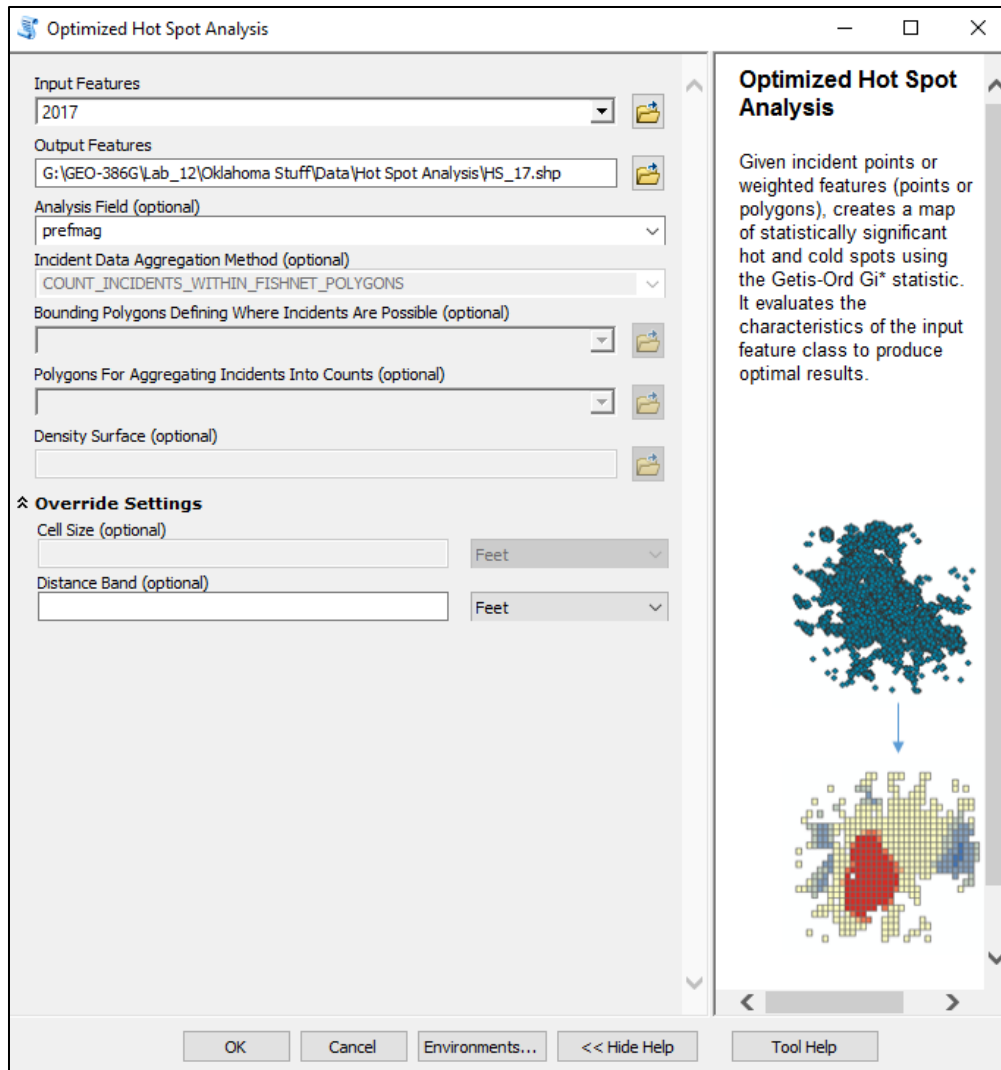 Optimized Hot Spot Analysis
Input Features
2017
Output Features
G:\GEO-386G\Lab_12\Oklahoma Stuff\Data\Hot Spot Analysis\HS_17.shp
Analysis Field (optional)
prefmag
Incident Data Aggregation Method (optional)
COUNT_INCIDENTS_WITHIN_FISHNET_POLYGONS
Bounding Polygons Defining Where Incidents Are Possible (optional)
Polygons For Aggregating Incidents Into Counts (optional)
Density Surface (optional)
Override Settings
Cell Size (optional)
Feet
Distance Band (optional)
Feet
Optimized Hot Spot
Analysis
Given incident points or
weighted features (points or
polygons), creates a map
of statistically significant
hot and cold spots using
the Getis-Ord Gi* statistic.
It evaluates the
characteristics of the input
feature class to produce
optimal results.
OK
Cancel
Environments...
<< Hide Help
Tool Help